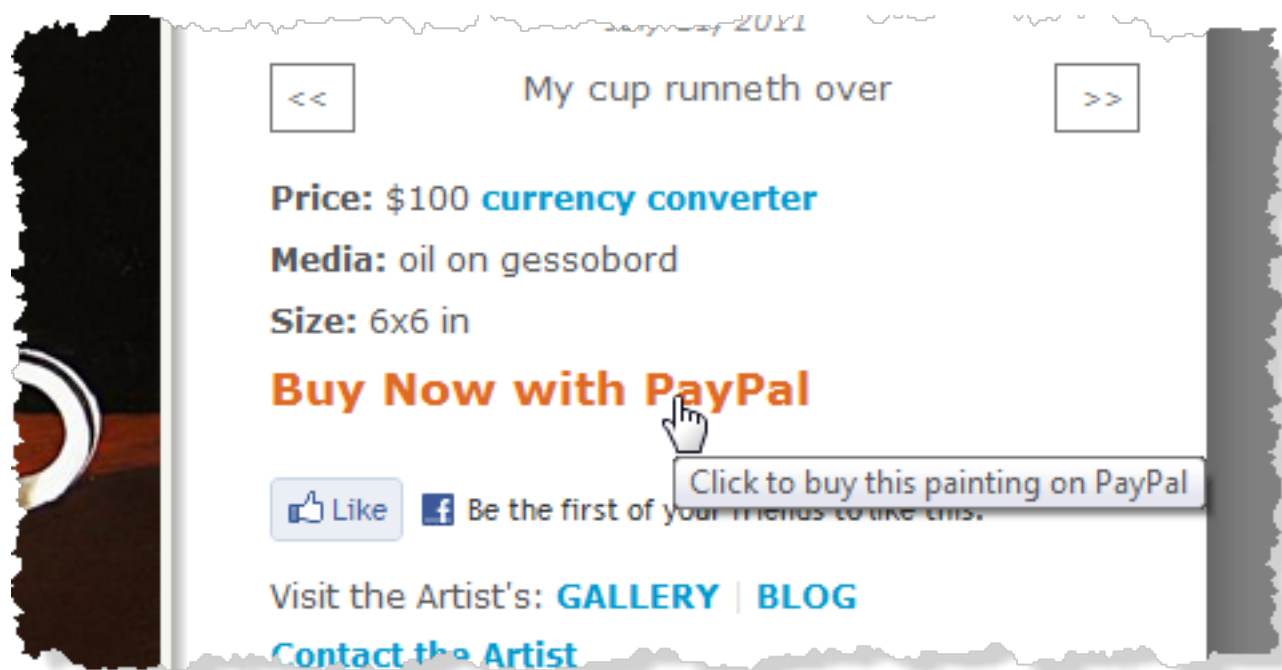 2011
<< My cup runneth over >>
Price: $100 currency converter
Media: oil on gessobord
Size: 6x6 in
Buy Now with PayPal
Click to buy this painting on PayPal
Like Be the first of your friends to like this.
Visit the Artist's: GALLERY | BLOG
Contact the Artist